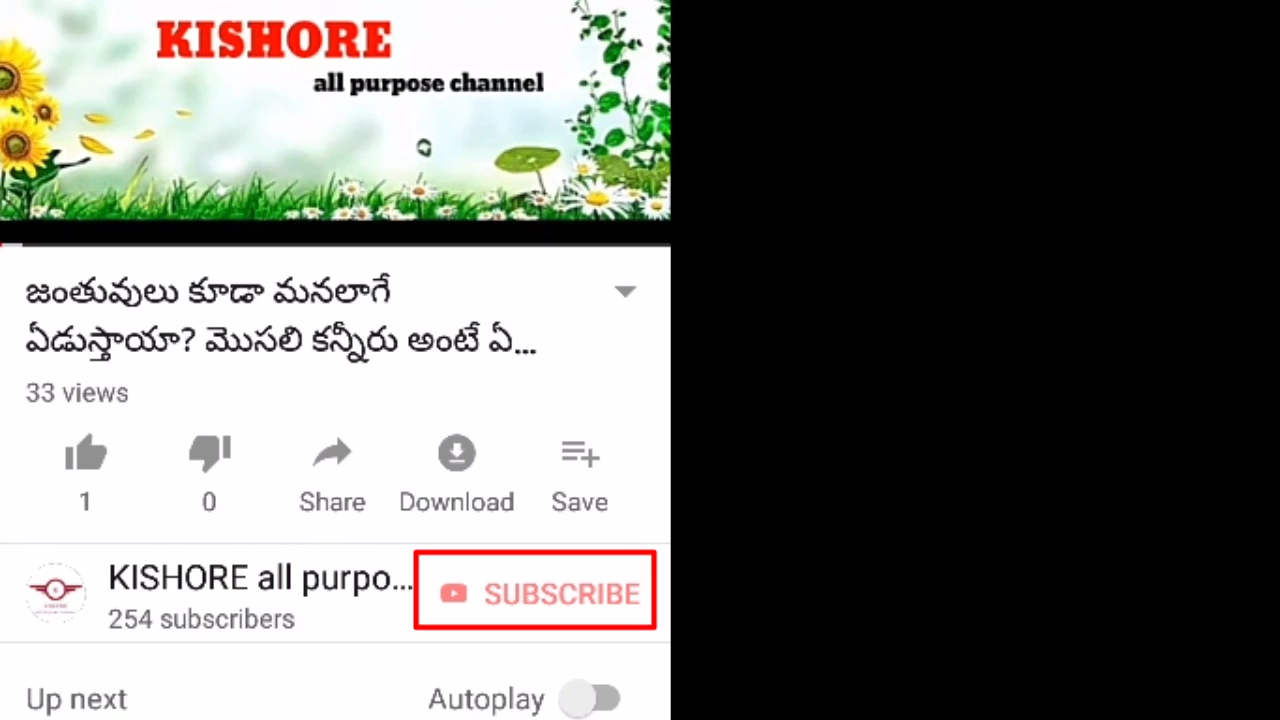 KISHORE
all purpose channel
జంతువులు కూడా మనలాగే
ఏడుస్తాయా? మొసలి కన్నీరు అంటే ఏ...
33 views
1 0 Share Download Save
KISHORE all purpo... SUBSCRIBE
254 subscribers
Up next Autoplay